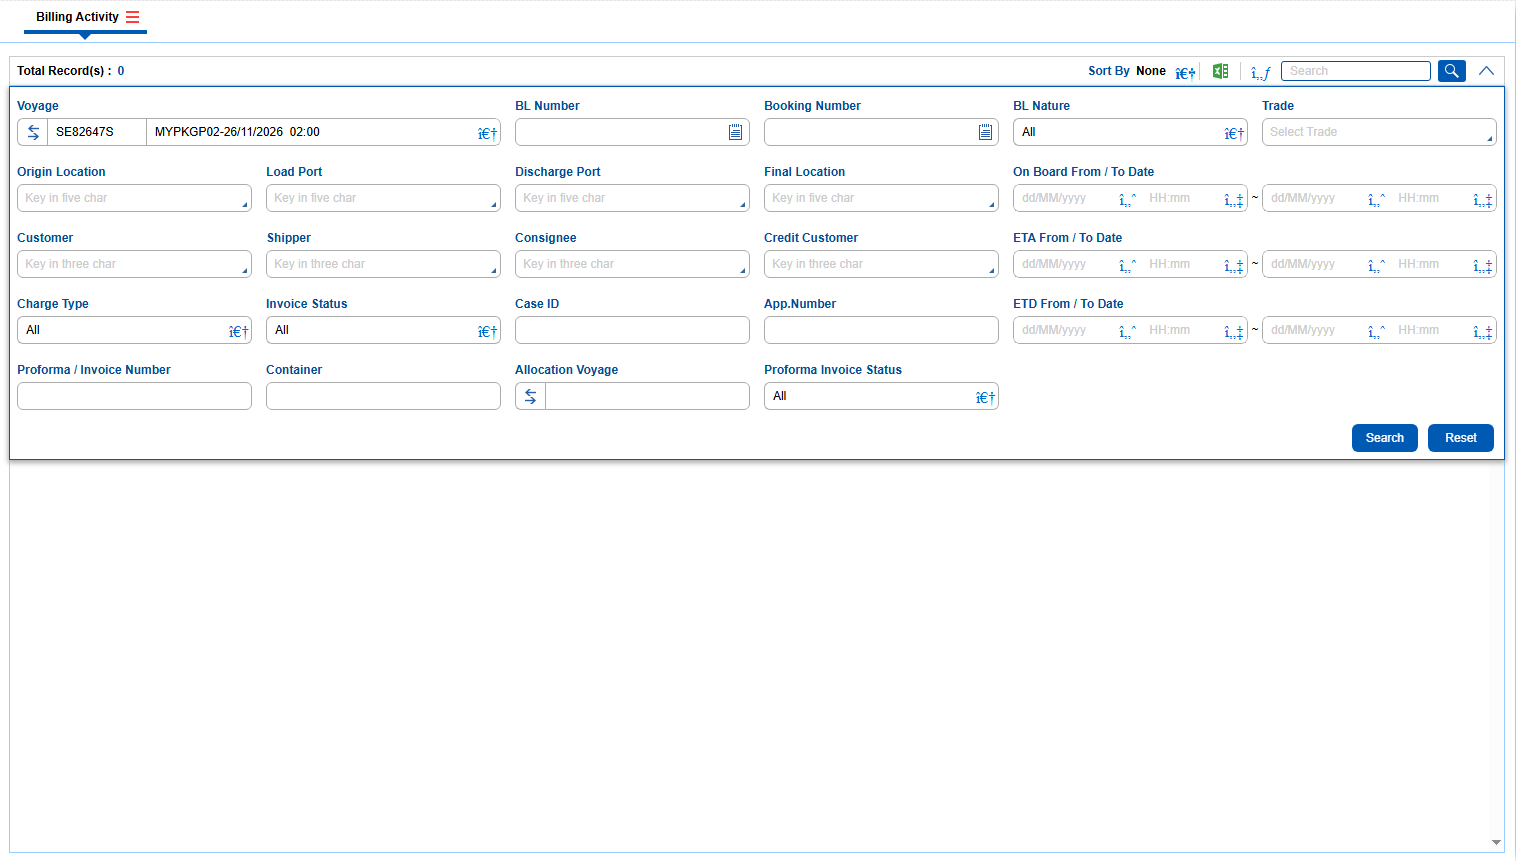 Billing Activity
Total Record(s) : 0
Sort By None î€† î„ƒ Search
Voyage BL Number Booking Number BL Nature Trade
SE82647S MYPKGP02-26/11/2026 02:00 î€† All î€† Select Trade
Origin Location Load Port Discharge Port Final Location On Board From / To Date
Key in five char Key in five char Key in five char Key in five char dd/MM/yyyy î„ˆ HH:mm î„‡ ~ dd/MM/yyyy î„ˆ HH:mm î„‡
Customer Shipper Consignee Credit Customer ETA From / To Date
Key in three char Key in three char Key in three char Key in three char dd/MM/yyyy î„ˆ HH:mm î„‡ ~ dd/MM/yyyy î„ˆ HH:mm î„‡
Charge Type Invoice Status Case ID App.Number ETD From / To Date
All î€† All î€† dd/MM/yyyy î„ˆ HH:mm î„‡ ~ dd/MM/yyyy î„ˆ HH:mm î„‡
Proforma / Invoice Number Container Allocation Voyage Proforma Invoice Status
All î€†
Search Reset